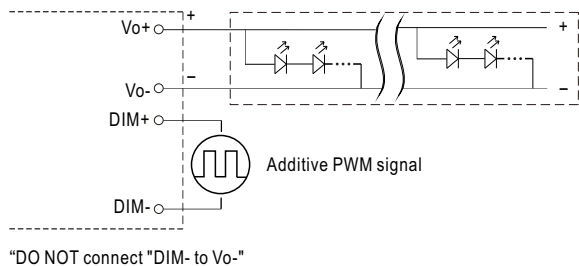 Vo+
+
+
Vo-
–
–
DIM+
Additive PWM signal
DIM-
“DO NOT connect "DIM- to Vo-"